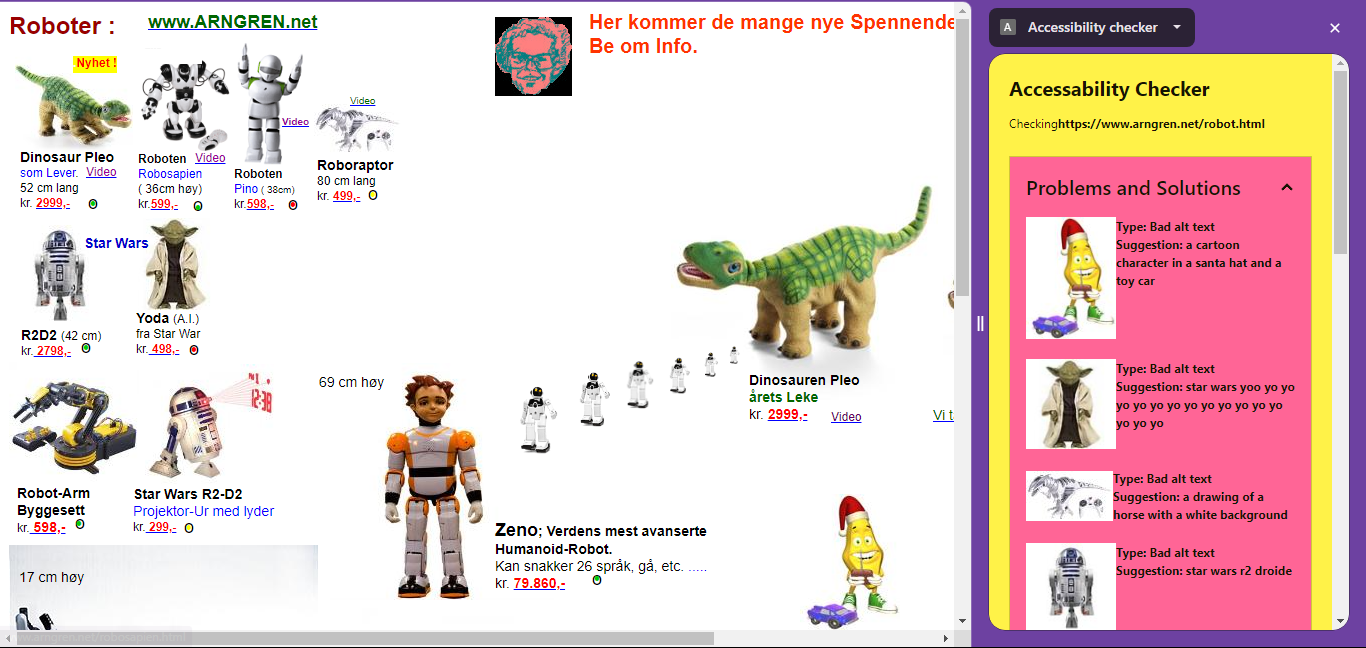 Roboter :
www.ARNGREN.net
Her kommer de mange nye Spennende
Be om Info.
Nyhet !
Video
Video
Dinosaur Pleo
som Lever. Video
52 cm lang
kr. 2999,-
Roboten Video
Robosapien
( 36cm høy)
kr.599,-
Roboten
Pino ( 38cm)
kr.598,-
Roboraptor
80 cm lang
kr. 499,-
Star Wars
R2D2 (42 cm)
kr. 2798,-
Yoda (A.I.)
fra Star War
kr. 498,-
12:38
Robot-Arm
Byggesett
kr. 598,-
Star Wars R2-D2
Projektor-Ur med lyder
kr. 299,-
69 cm høy
Dinosauren Pleo
årets Leke
kr. 2999,- Video
Vi t
Zeno; Verdens mest avanserte
Humanoid-Robot.
Kan snakker 26 språk, gå, etc. .....
kr. 79.860,-
17 cm høy
www.arngren.net/robosapien.html
A Accessibility checker
Accessability Checker
Checkinghttps://www.arngren.net/robot.html
Problems and Solutions
Type: Bad alt text
Suggestion: a cartoon
character in a santa hat and a
toy car
Type: Bad alt text
Suggestion: star wars yoo yo yo
yo yo yo yo yo yo yo yo yo yo
yo yo yo
Type: Bad alt text
Suggestion: a drawing of a
horse with a white background
Type: Bad alt text
Suggestion: star wars r2 droide